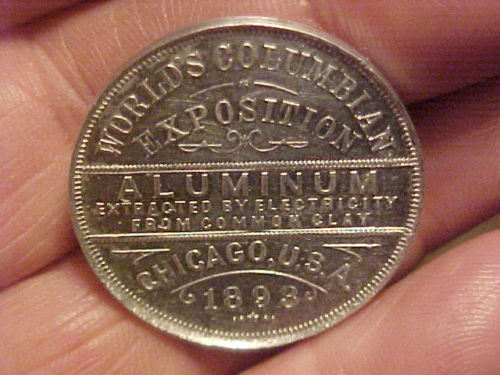 WORLD'S COLUMBIAN
EXPOSITION
ALUMINUM
EXTRACTED BY ELECTRICITY
FROM COMMON CLAY
CHICAGO, U.S.A.
1893